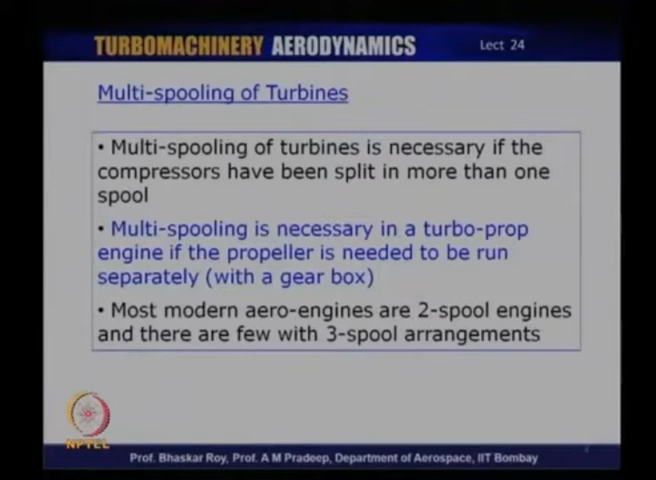 TURBOMACHINERY AERODYNAMICS Lect 24
Multi-spooling of Turbines
• Multi-spooling of turbines is necessary if the
compressors have been split in more than one
spool
• Multi-spooling is necessary in a turbo-prop
engine if the propeller is needed to be run
separately (with a gear box)
• Most modern aero-engines are 2-spool engines
and there are few with 3-spool arrangements
NPTEL
Prof. Bhaskar Roy, Prof. A M Pradeep, Department of Aerospace, IIT Bombay